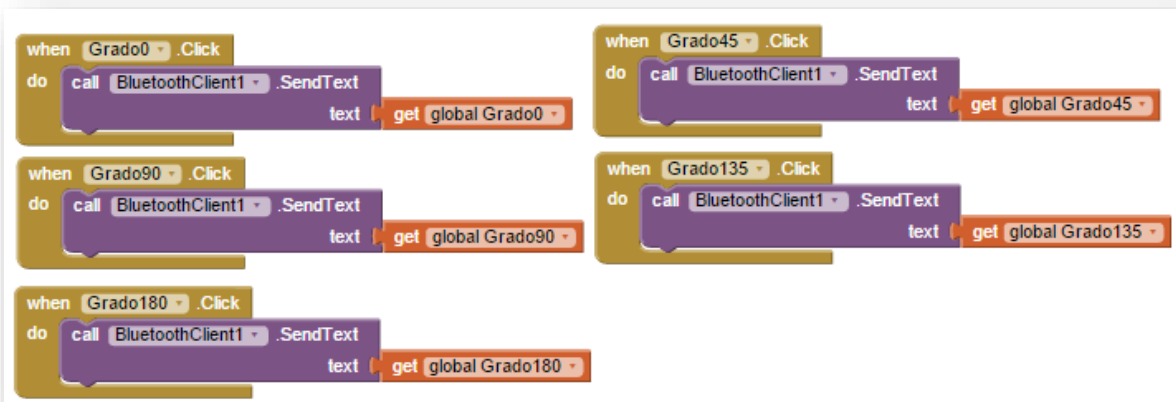 when Grado0 .Click
do call BluetoothClient1 .SendText
text get global Grado0
when Grado45 .Click
do call BluetoothClient1 .SendText
text get global Grado45
when Grado90 .Click
do call BluetoothClient1 .SendText
text get global Grado90
when Grado135 .Click
do call BluetoothClient1 .SendText
text get global Grado135
when Grado180 .Click
do call BluetoothClient1 .SendText
text get global Grado180